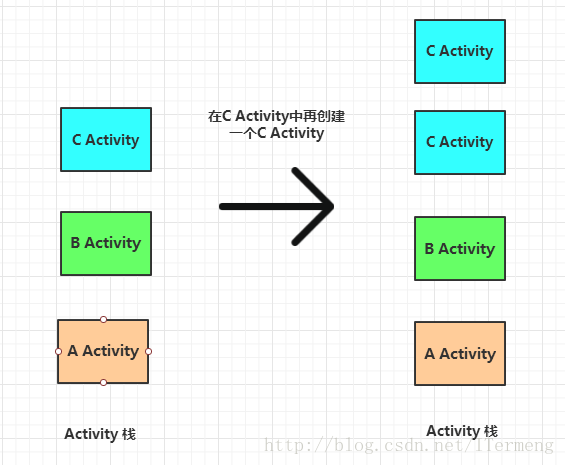 C Activity
在C Activity中再创建
一个C Activity
C Activity
C Activity
B Activity
B Activity
A Activity
A Activity
Activity 栈
Activity 栈
http://blog.csdn.net/ITermeng